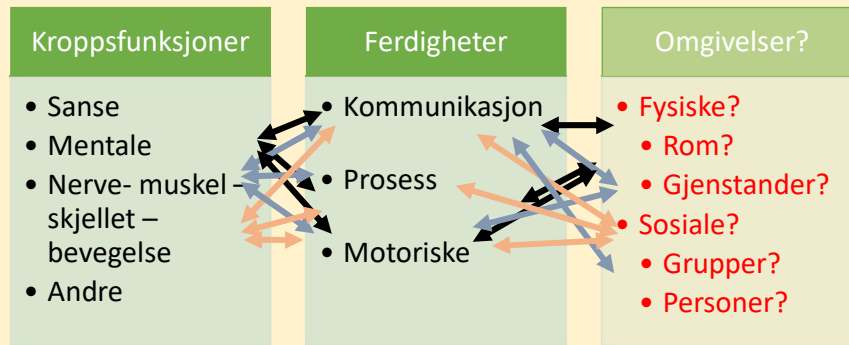 Kroppsfunksjoner
• Sanse
• Mentale
• Nerve- muskel –
skjellet –
bevegelse
• Andre
Ferdigheter
• Kommunikasjon
• Prosess
• Motoriske
Omgivelser?
• Fysiske?
• Rom?
• Gjenstander?
• Sosiale?
• Grupper?
• Personer?